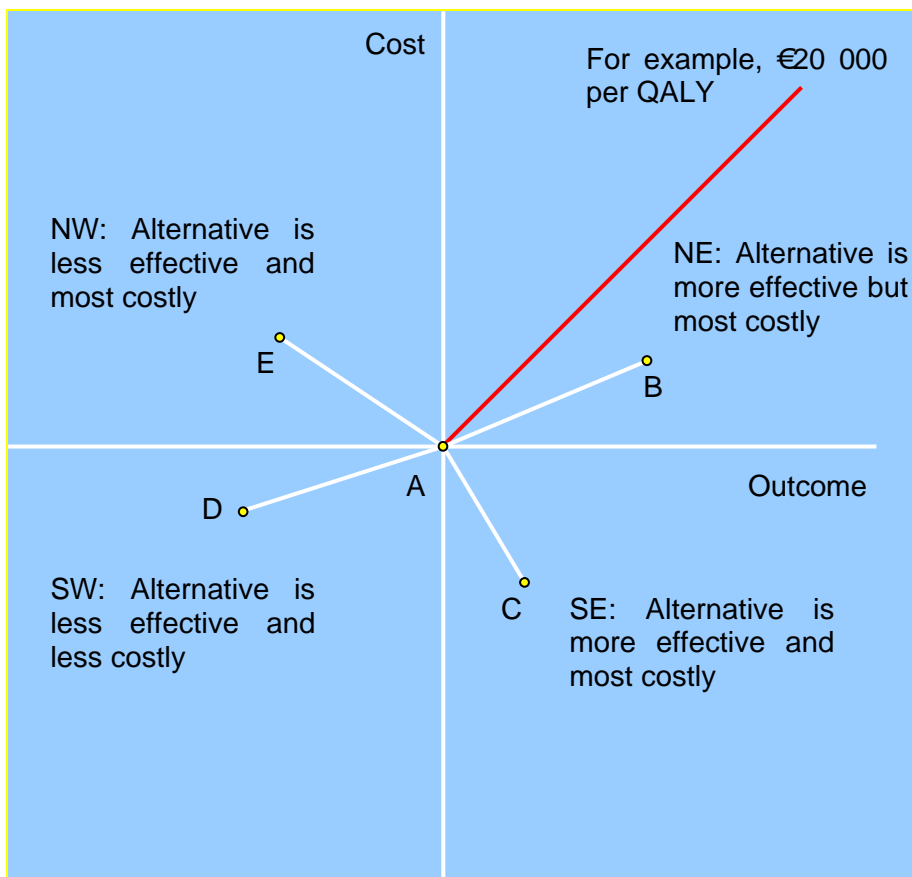 Cost
For example, €20 000
per QALY
NW: Alternative is
less effective and
most costly
NE: Alternative is
more effective but
most costly
E
B
A
Outcome
D
C
SW: Alternative is
less effective and
less costly
SE: Alternative is
more effective and
most costly